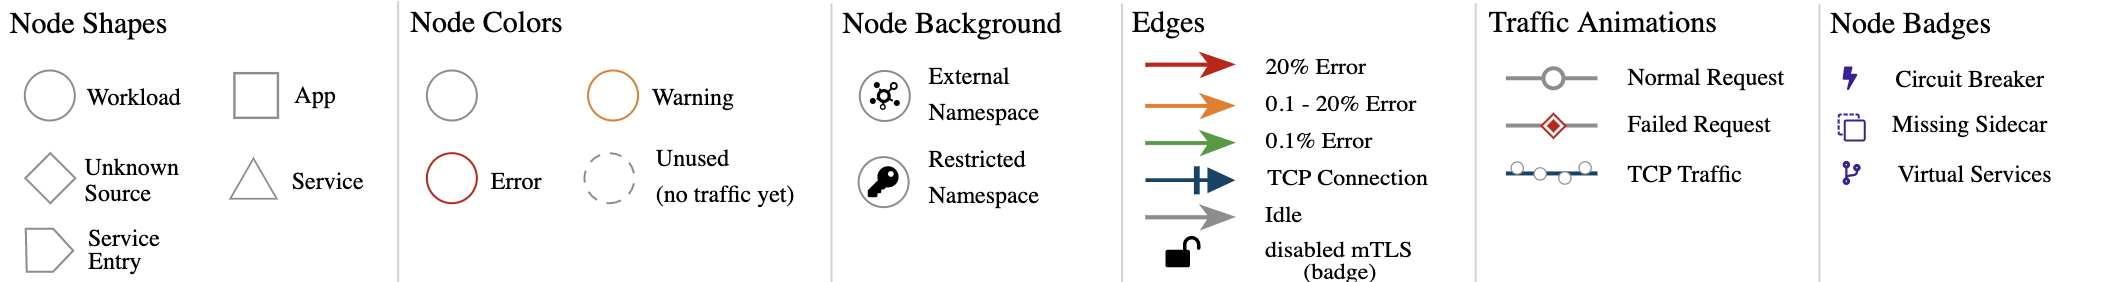 Node Shapes
Workload
App
Unknown
Source
Service
Service
Entry
Node Colors
Warning
Error
Unused
(no traffic yet)
Node Background
External
Namespace
Restricted
Namespace
Edges
20% Error
0.1 - 20% Error
0.1% Error
TCP Connection
Idle
disabled mTLS
(badge)
Traffic Animations
Normal Request
Failed Request
TCP Traffic
Node Badges
Circuit Breaker
Missing Sidecar
Virtual Services